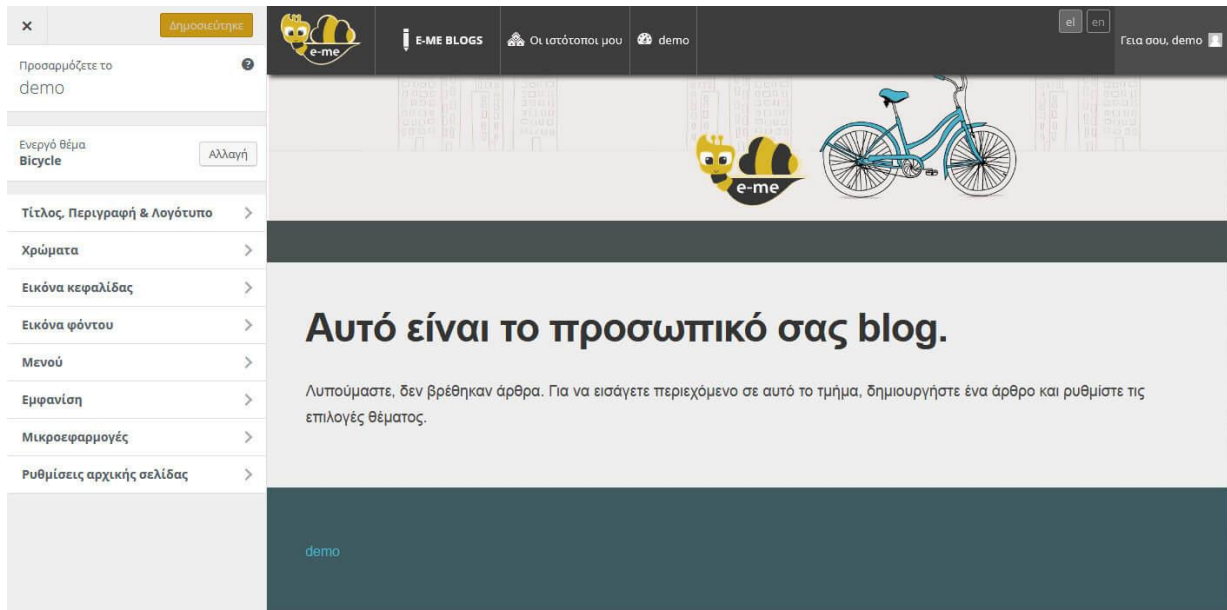 Δημοσιεύτηκε
Προσαρμόζετε το
demo
Ενεργό θέμα
Bicycle
Αλλαγή
Τίτλος, Περιγραφή & Λογότυπο
Χρώματα
Εικόνα κεφαλίδας
Εικόνα φόντου
Μενού
Εμφανίση
Μικροεφαρμογές
Ρυθμίσεις αρχικής σελίδας
e-me
E-ME BLOGS
Οι ιστότοποι μου
demo
el
en
Γεια σου, demo
e-me
Αυτό είναι το προσωπικό σας blog.
Λυπούμαστε, δεν βρέθηκαν άρθρα. Για να εισάγετε περιεχόμενο σε αυτό το τμήμα, δημιουργήστε ένα άρθρο και ρυθμίστε τις
επιλογές θέματος.
demo